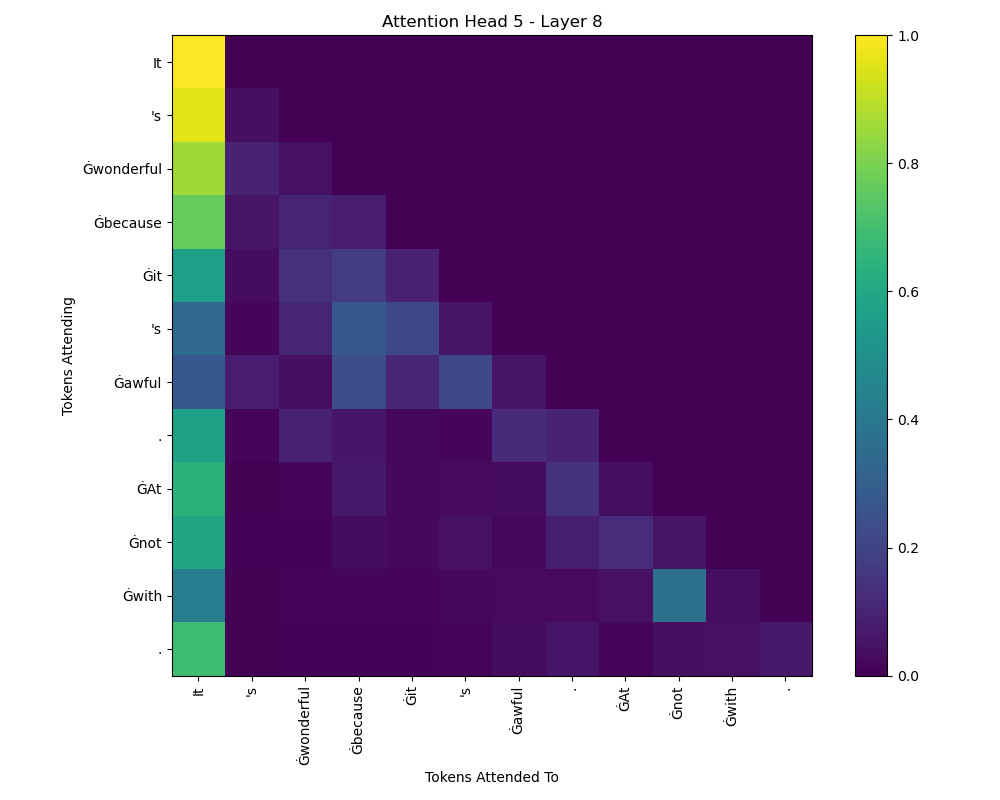 Attention Head 5 - Layer 8
It
's
Ġwonderful
Ġbecause
Ġit
's
Ġawful
.
ĠAt
Ġnot
Ġwith
.
Tokens Attending
It
's
Ġwonderful
Ġbecause
Ġit
's
Ġawful
.
ĠAt
Ġnot
Ġwith
.
Tokens Attended To
1.0
0.8
0.6
0.4
0.2
0.0